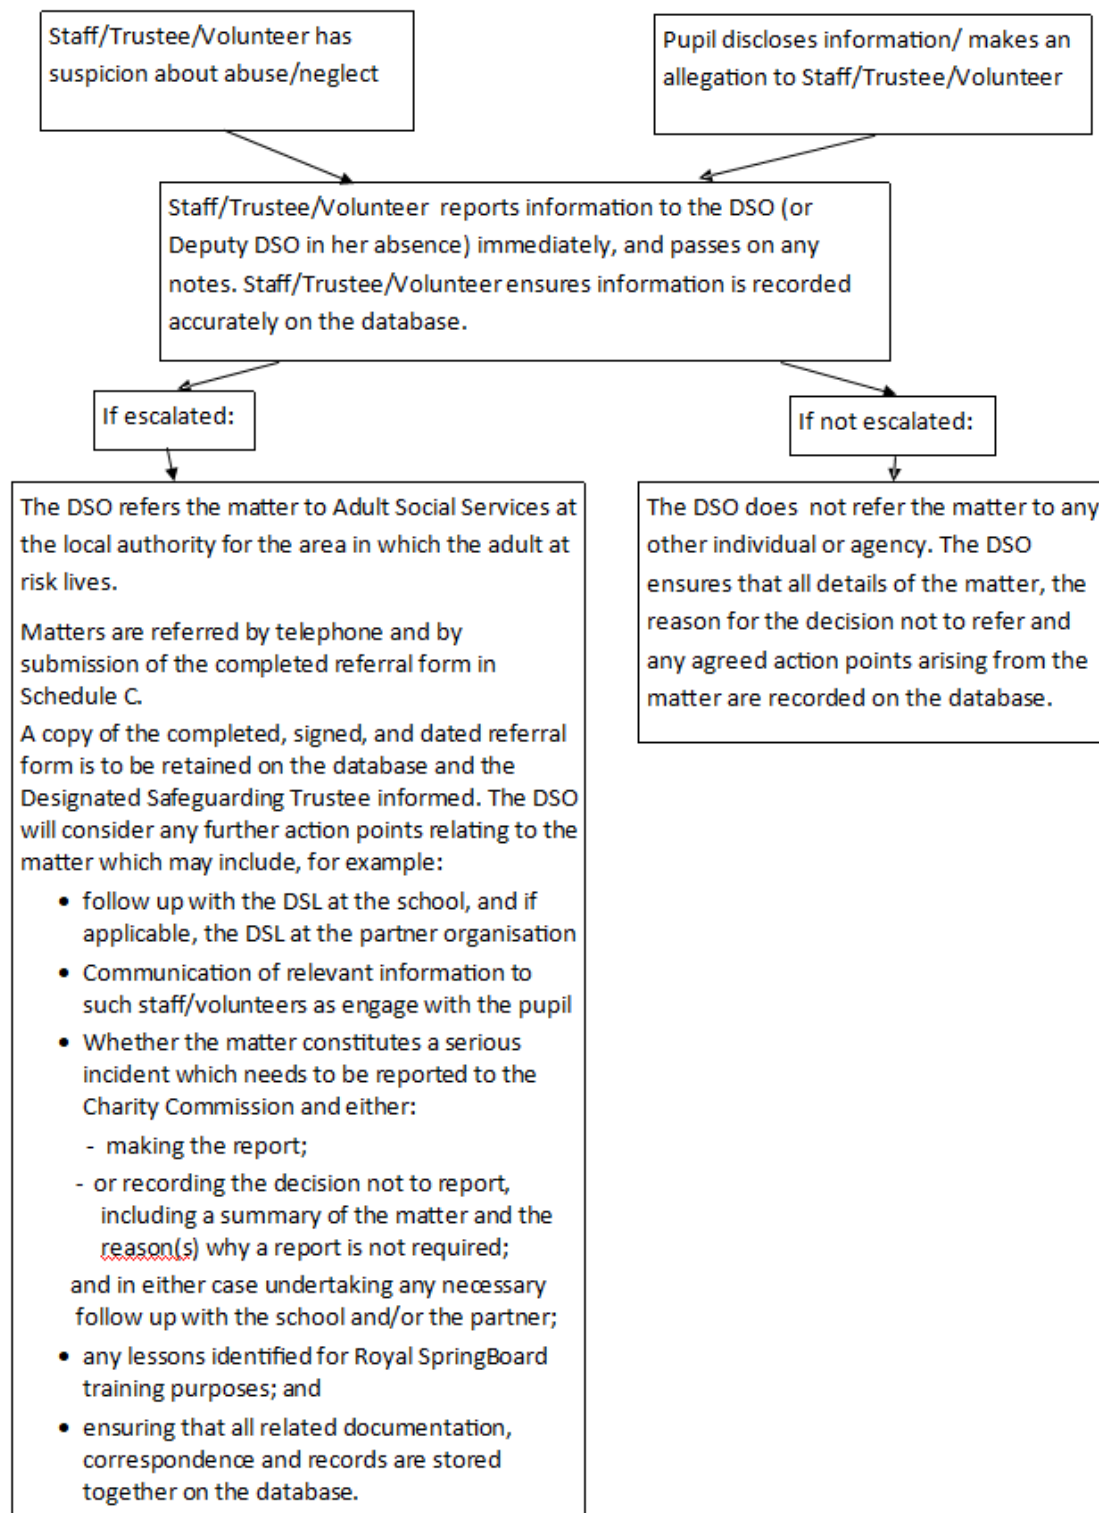 Staff/Trustee/Volunteer has
suspicion about abuse/neglect
Pupil discloses information/ makes an
allegation to Staff/Trustee/Volunteer
Staff/Trustee/Volunteer reports information to the DSO (or
Deputy DSO in her absence) immediately, and passes on any
notes. Staff/Trustee/Volunteer ensures information is recorded
accurately on the database.
If escalated:
If not escalated:
The DSO refers the matter to Adult Social Services at
the local authority for the area in which the adult at
risk lives.
Matters are referred by telephone and by
submission of the completed referral form in
Schedule C.
A copy of the completed, signed, and dated referral
form is to be retained on the database and the
Designated Safeguarding Trustee informed. The DSO
will consider any further action points relating to the
matter which may include, for example:
• follow up with the DSL at the school, and if
applicable, the DSL at the partner organisation
• Communication of relevant information to
such staff/volunteers as engage with the pupil
• Whether the matter constitutes a serious
incident which needs to be reported to the
Charity Commission and either:
- making the report;
- or recording the decision not to report,
including a summary of the matter and the
reason(s) why a report is not required;
and in either case undertaking any necessary
follow up with the school and/or the partner;
• any lessons identified for Royal SpringBoard
training purposes; and
• ensuring that all related documentation,
correspondence and records are stored
together on the database.
The DSO does not refer the matter to any
other individual or agency. The DSO
ensures that all details of the matter, the
reason for the decision not to refer and
any agreed action points arising from the
matter are recorded on the database.